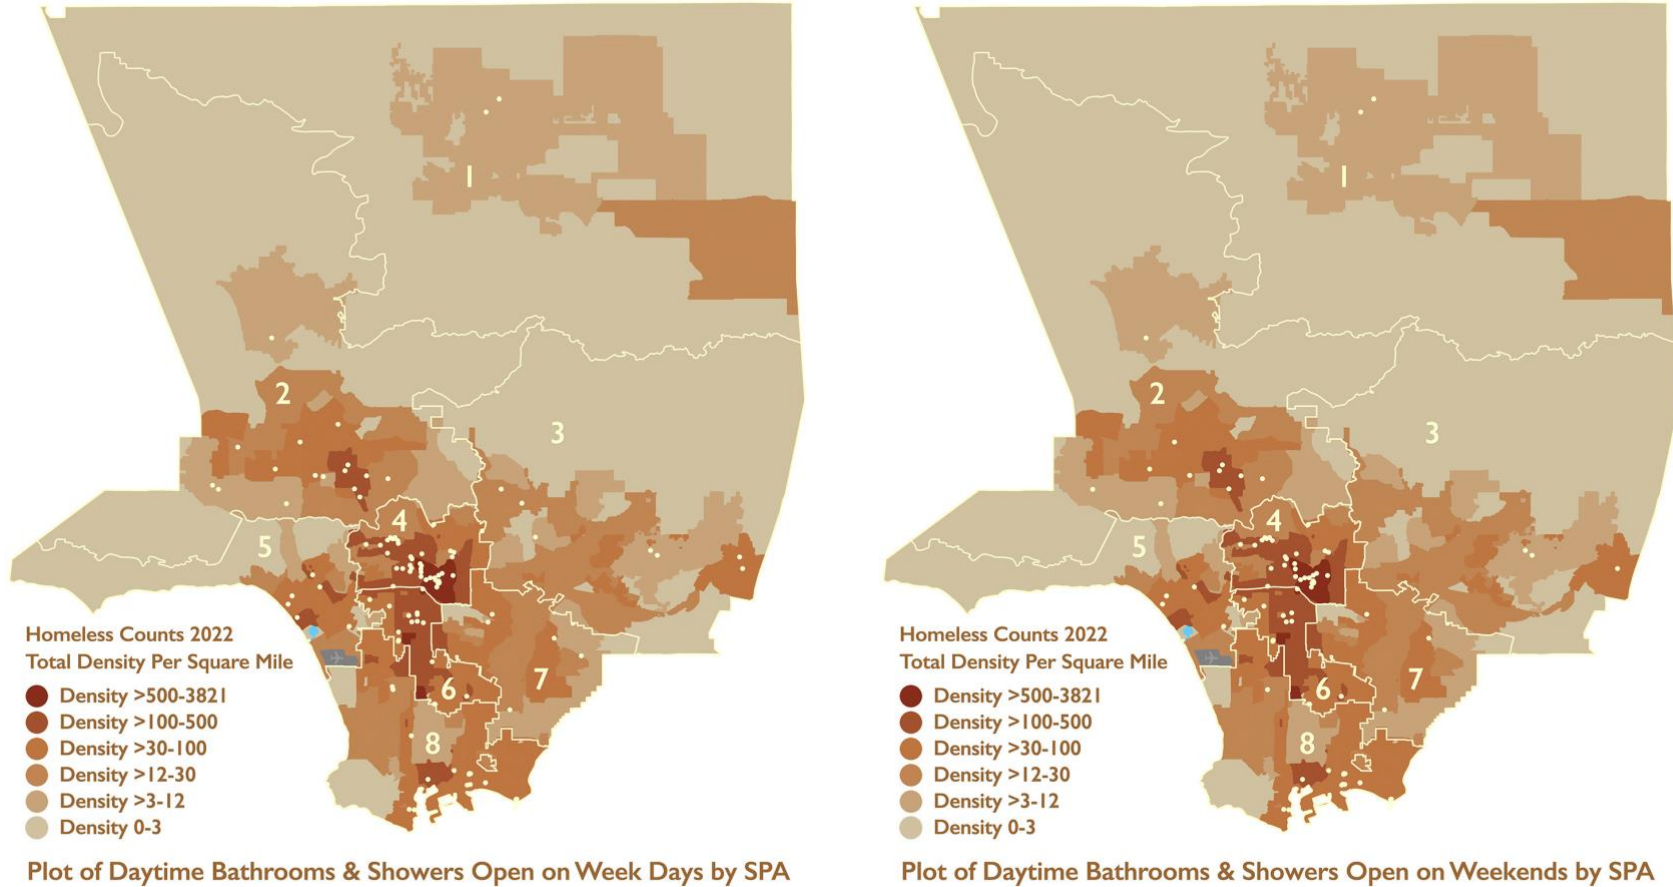 1
2
3
4
5
6
7
8
Homeless Counts 2022
Total Density Per Square Mile
Density >500-3821
Density >100-500
Density >30-100
Density >12-30
Density >3-12
Density 0-3
Plot of Daytime Bathrooms & Showers Open on Week Days by SPA
1
2
3
4
5
6
7
8
Homeless Counts 2022
Total Density Per Square Mile
Density >500-3821
Density >100-500
Density >30-100
Density >12-30
Density >3-12
Density 0-3
Plot of Daytime Bathrooms & Showers Open on Weekends by SPA